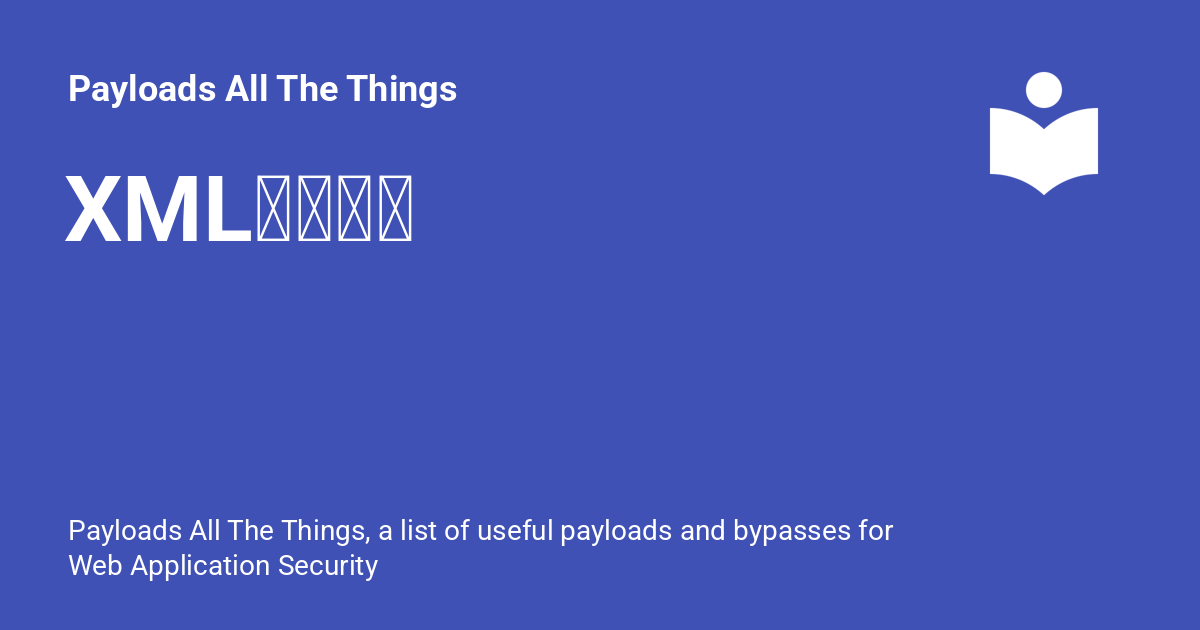 Payloads All The Things
XML
Payloads All The Things, a list of useful payloads and bypasses for
Web Application Security